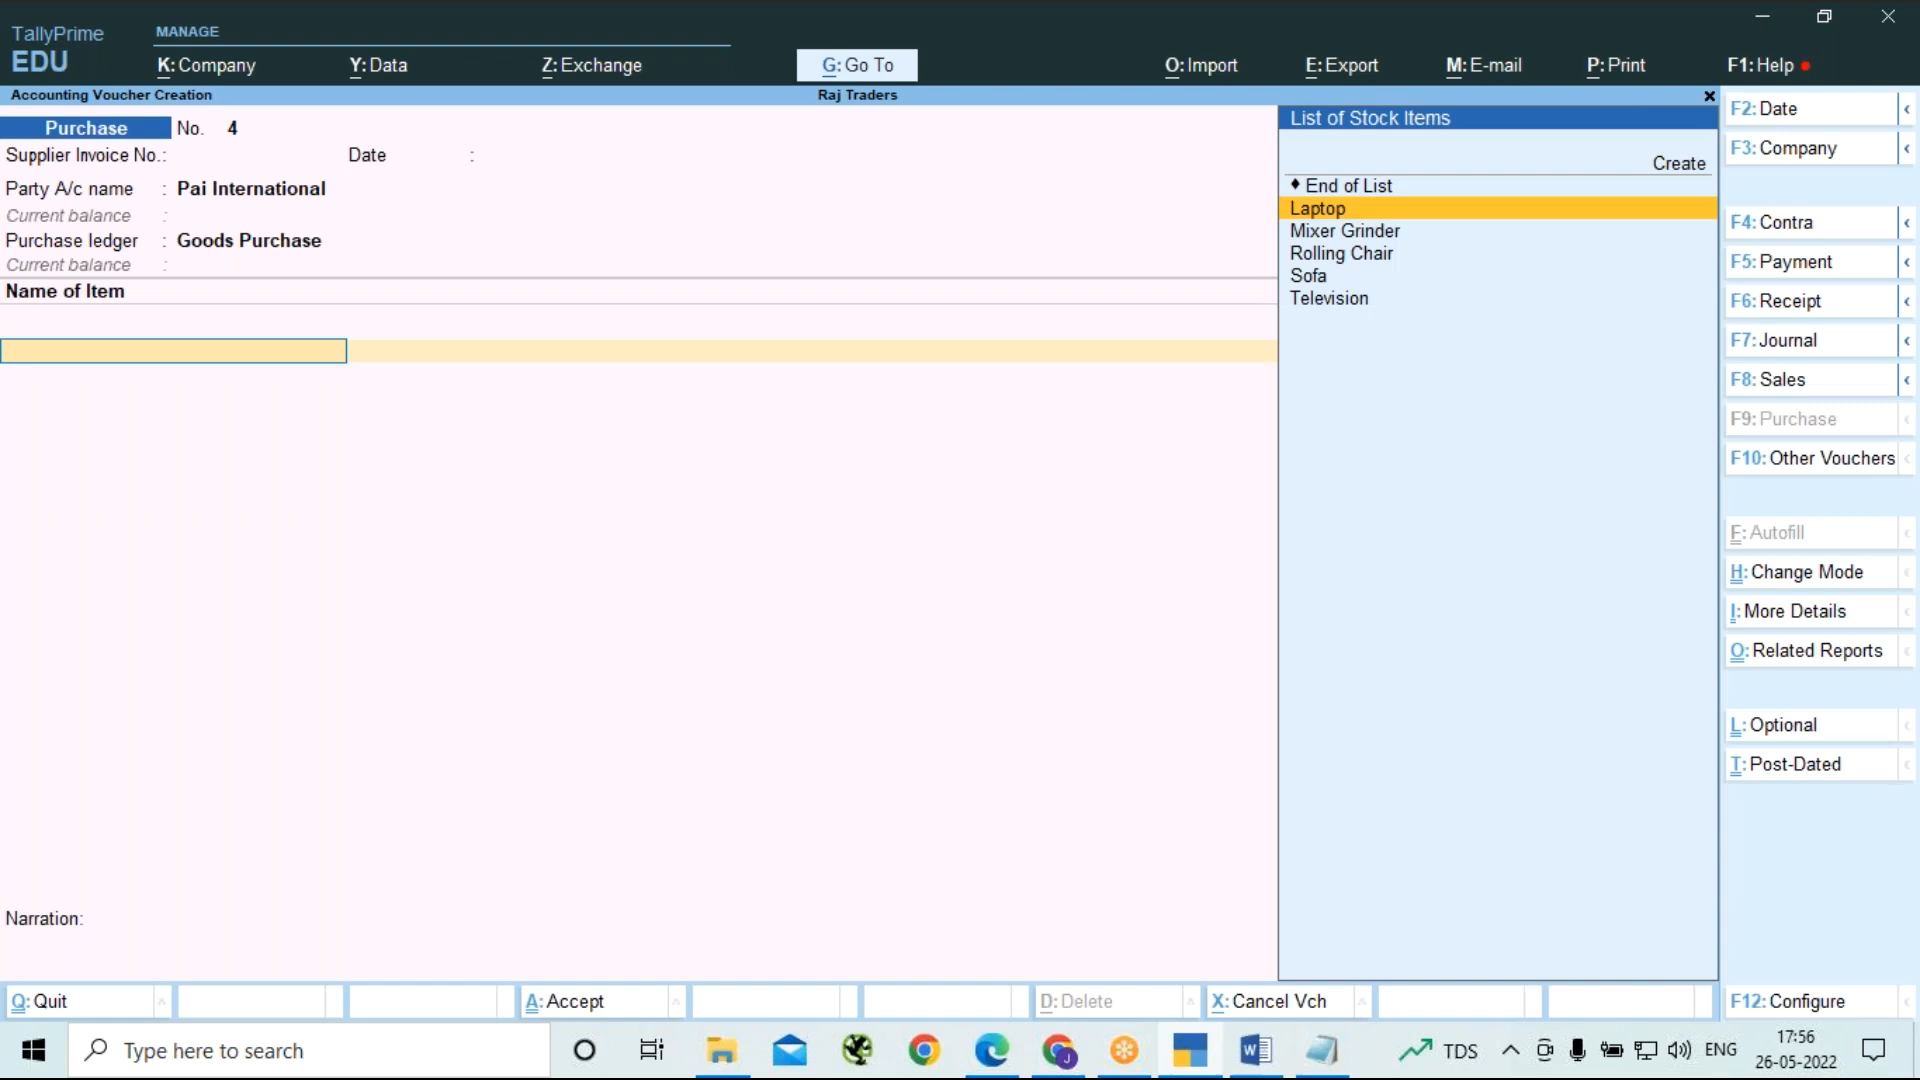 TallyPrime
EDU
MANAGE
K: Company
Y: Data
Z: Exchange
G: Go To
O: Import
E: Export
M: E-mail
P: Print
F1: Help
Accounting Voucher Creation
Raj Traders
Purchase No. 4
Supplier Invoice No.: Date :
Party A/c name : Pai International
Current balance :
Purchase ledger : Goods Purchase
Current balance :
Name of Item
Narration:
List of Stock Items
Create
♦ End of List
Laptop
Mixer Grinder
Rolling Chair
Sofa
Television
F2: Date
F3: Company
F4: Contra
F5: Payment
F6: Receipt
F7: Journal
F8: Sales
F9: Purchase
F10: Other Vouchers
F: Autofill
H: Change Mode
I: More Details
O: Related Reports
L: Optional
T: Post-Dated
F12: Configure
Q: Quit
A: Accept
D: Delete
X: Cancel Vch
Type here to search
TDS
ENG
17:56
26-05-2022